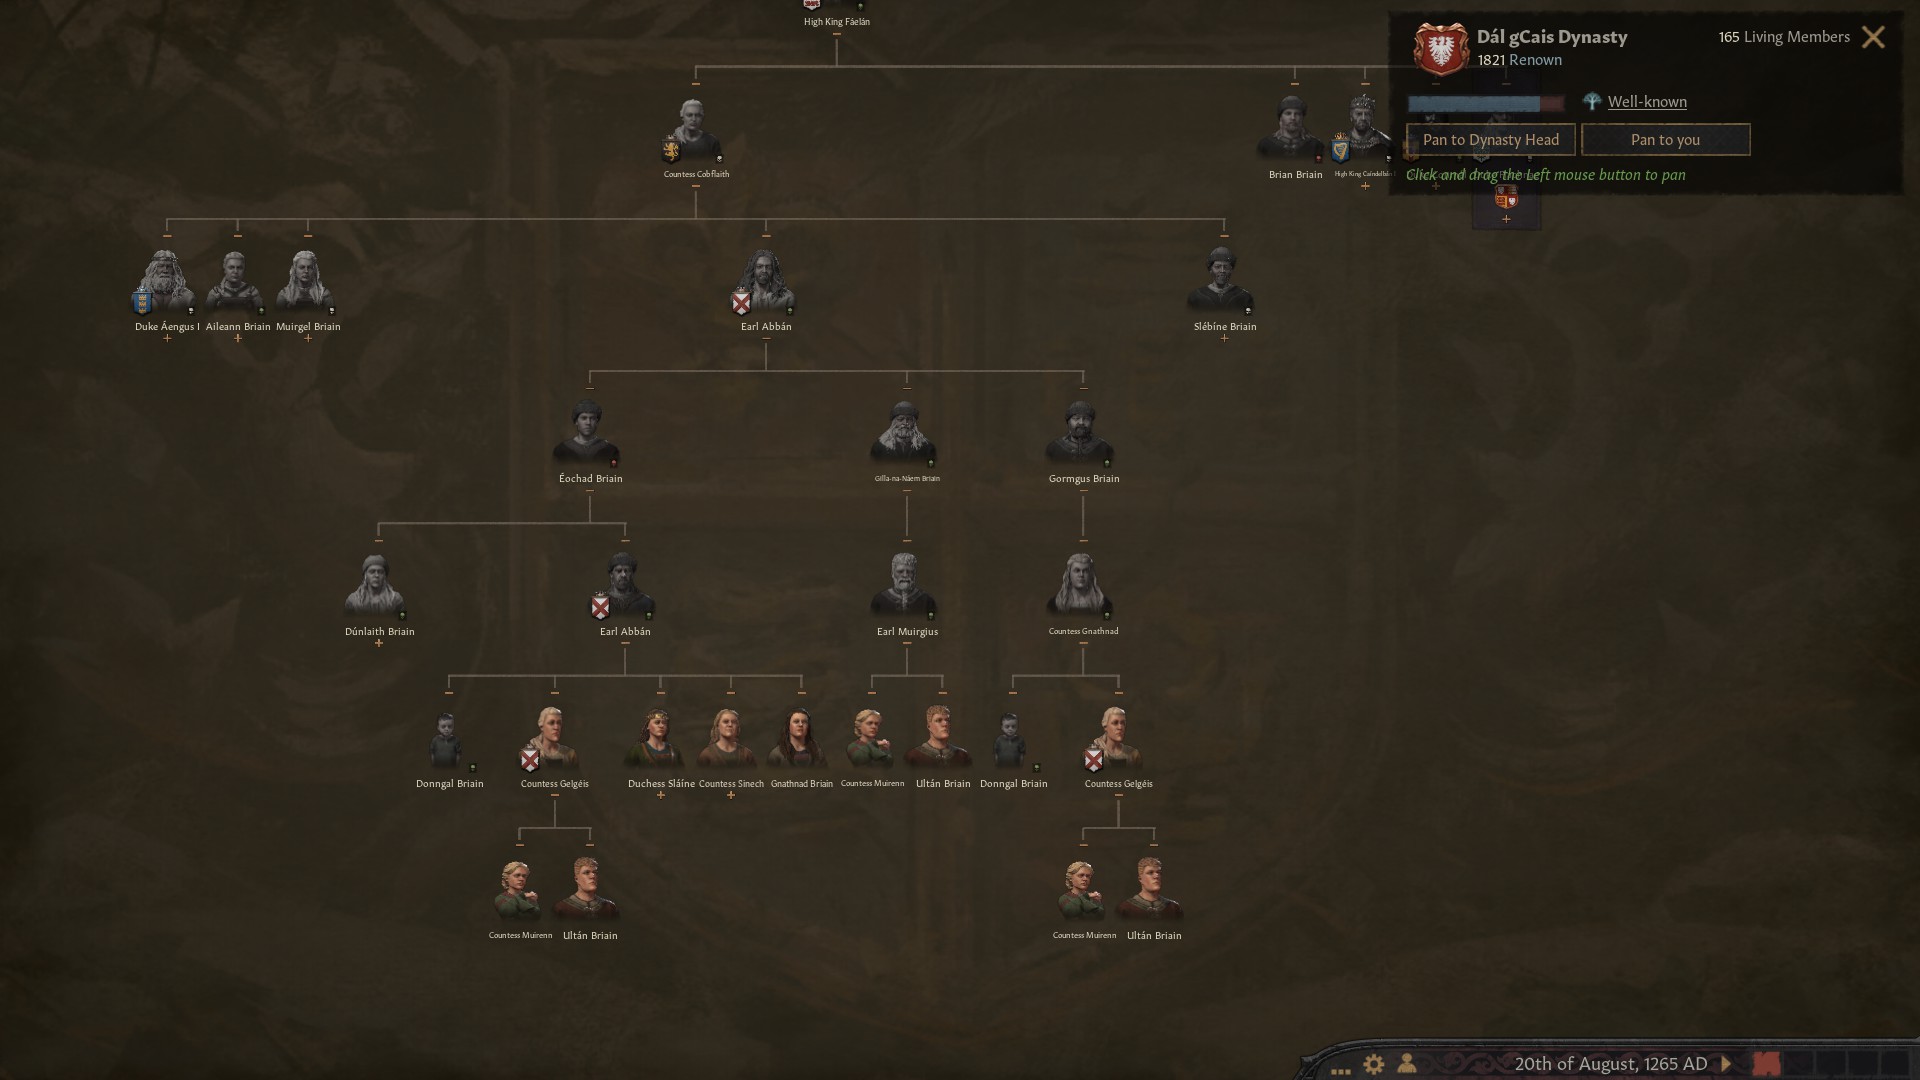 High King Fáelán
Dál gCais Dynasty
165 Living Members
1821 Renown
Well-known
Pan to Dynasty Head
Pan to you
Click and drag the Left mouse button to pan
Countess Cobflaith
Brian Briain
High King Caindelbán I
Duke Áengus I
Aileann Briain
Muirgel Briain
Earl Abbán
Slébíne Briain
Éochad Briain
Gilla-na-Náem Briain
Gormgus Briain
Dúnlaith Briain
Earl Abbán
Earl Muirgius
Countess Gnathnad
Donngal Briain
Countess Gelgéis
Duchess Sláine
Countess Sinech
Gnathnad Briain
Countess Muirenn
Ultán Briain
Donngal Briain
Countess Gelgéis
Countess Muirenn
Ultán Briain
Countess Muirenn
Ultán Briain
20th of August, 1265 AD